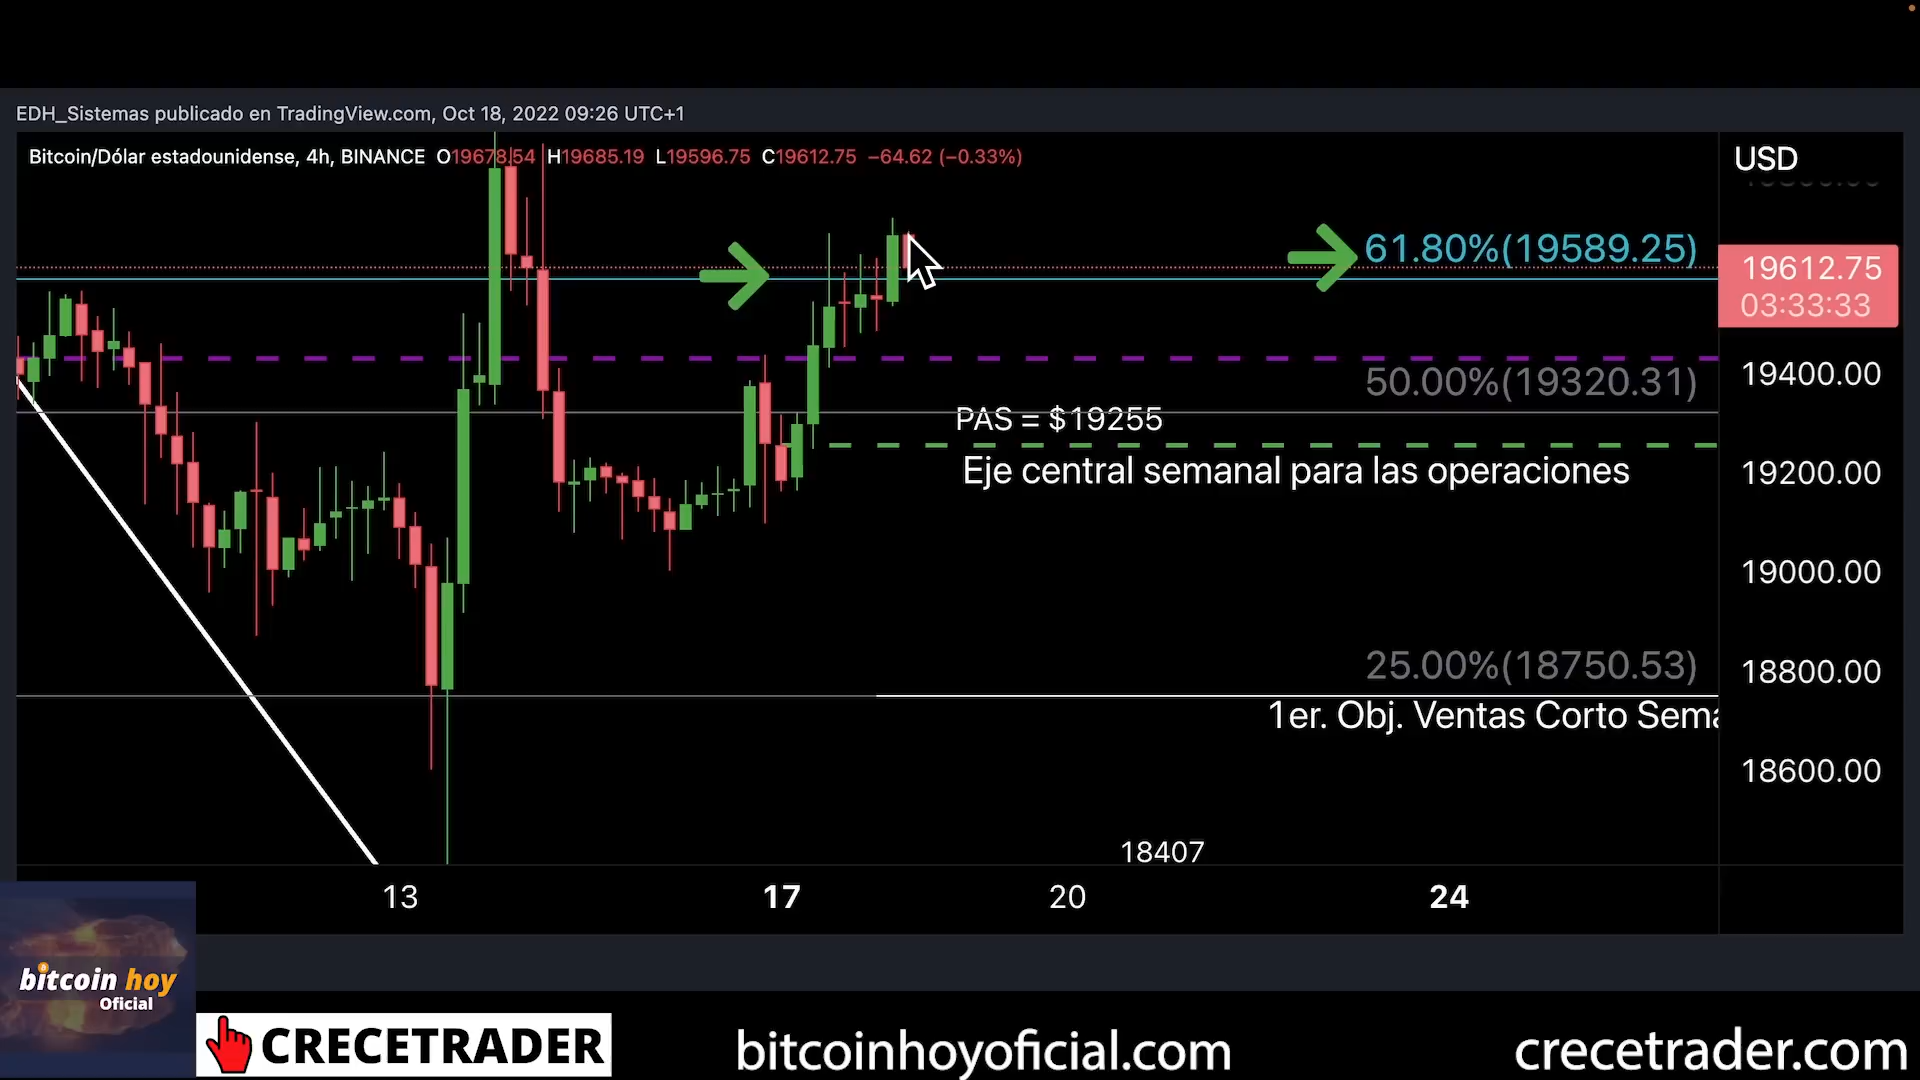 EDH_Sistemas publicado en TradingView.com, Oct 18, 2022 09:26 UTC+1
Bitcoin/Dólar estadounidense, 4h, BINANCE O19678.54 H19685.19 L19596.75 C19612.75 −64.62 (−0.33%)
USD
61.80%(19589.25)
19612.75
03:33:33
50.00%(19320.31)
19400.00
PAS = $19255
Eje central semanal para las operaciones
19200.00
19000.00
25.00%(18750.53)
18800.00
1er. Obj. Ventas Corto Sema
18600.00
18407
13
17
20
24
bitcoin hoy
Oficial
CRECETRADER
bitcoinhoyoficial.com
crecetrader.com